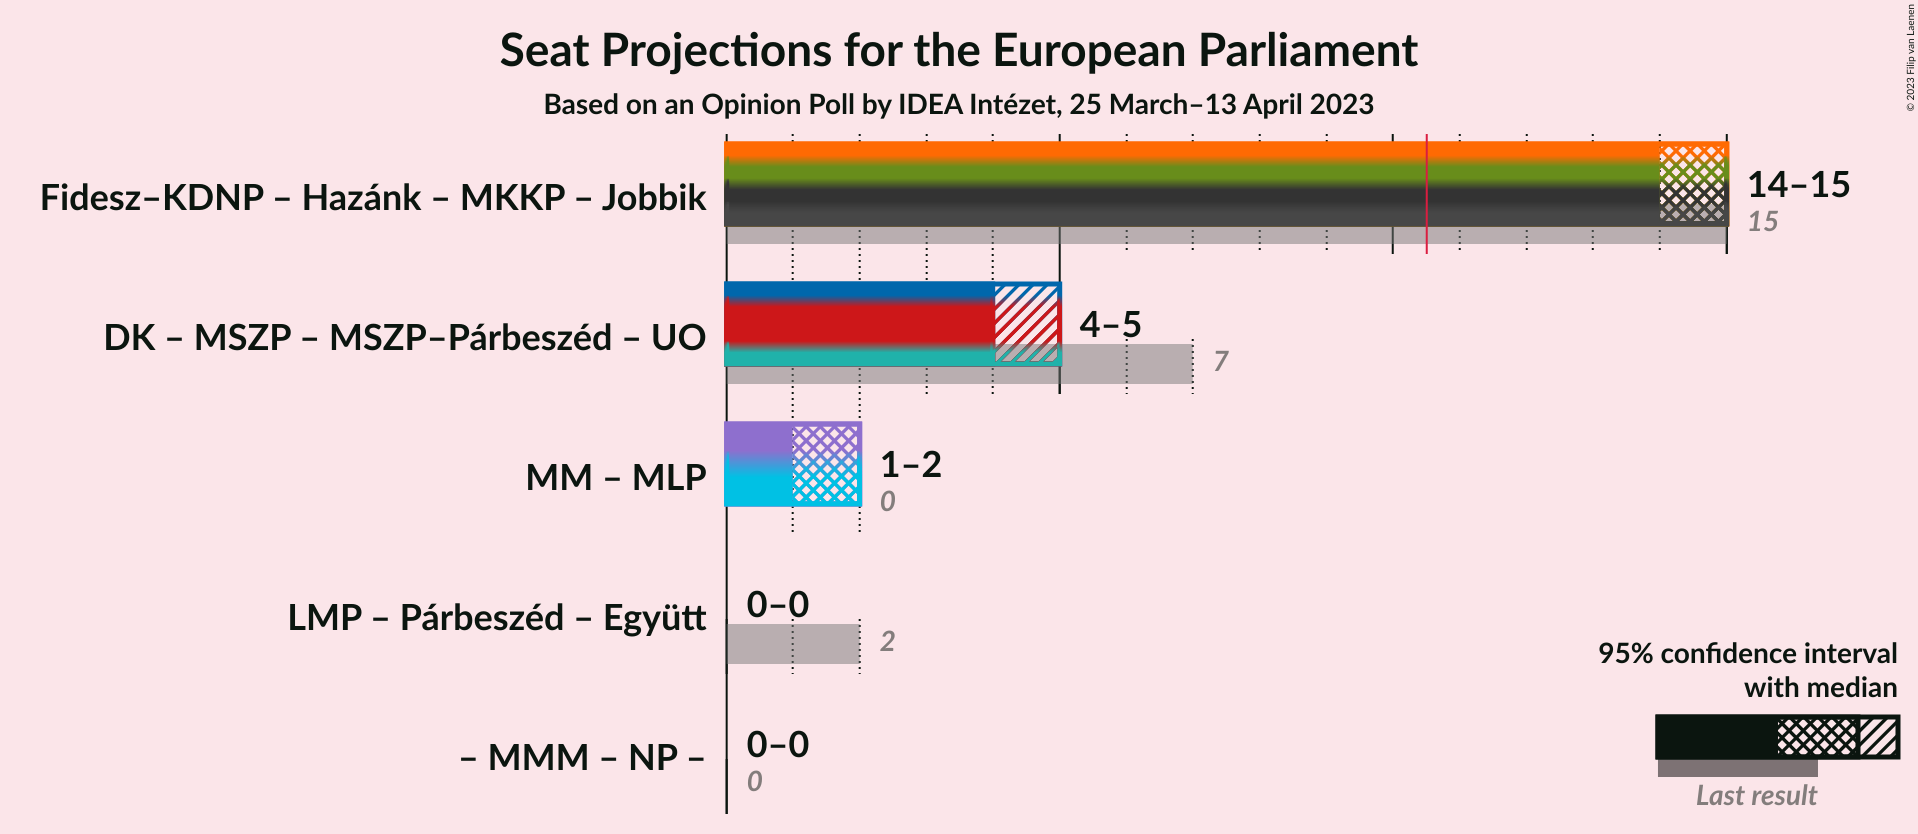 Seat Projections for the European Parliament
Based on an Opinion Poll by IDEA Intézet, 25 March–13 April 2023
© 2023 Filip van Laenen
Fidesz–KDNP – Hazánk – MKKP – Jobbik
14–15
15
DK – MSZP – MSZP–Párbeszéd – UO
4–5
7
MM – MLP
1–2
0
LMP – Párbeszéd – Együtt
0–0
2
– MMM – NP –
0–0
0
95% confidence interval
with median
Last result